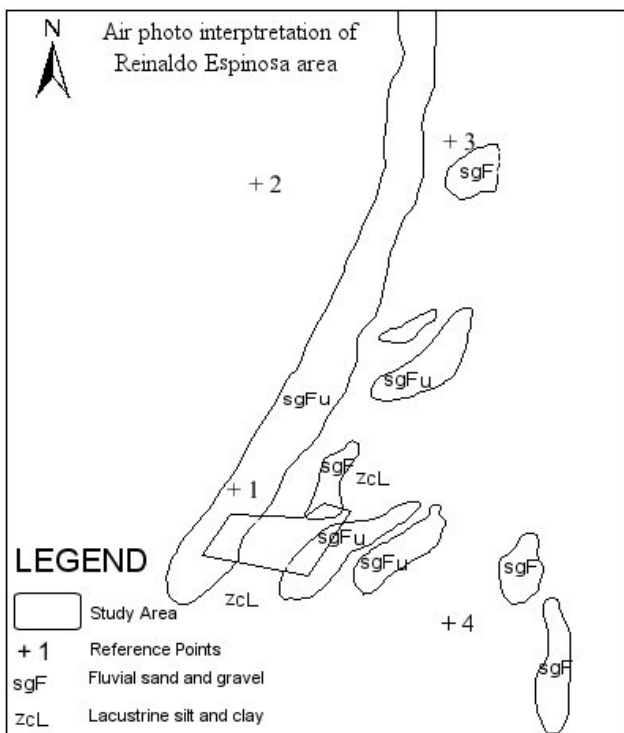 N
Air photo interptretation of
Reinaldo Espinosa area
+ 3
sgF
+ 2
sgFu
sgFu
sgF
zcL
+ 1
sgFu
LEGEND
sgFu
sgF
zcL
Study Area
+ 4
+ 1 Reference Points
sgF Fluvial sand and gravel
sgF
zcL Lacustrine silt and clay